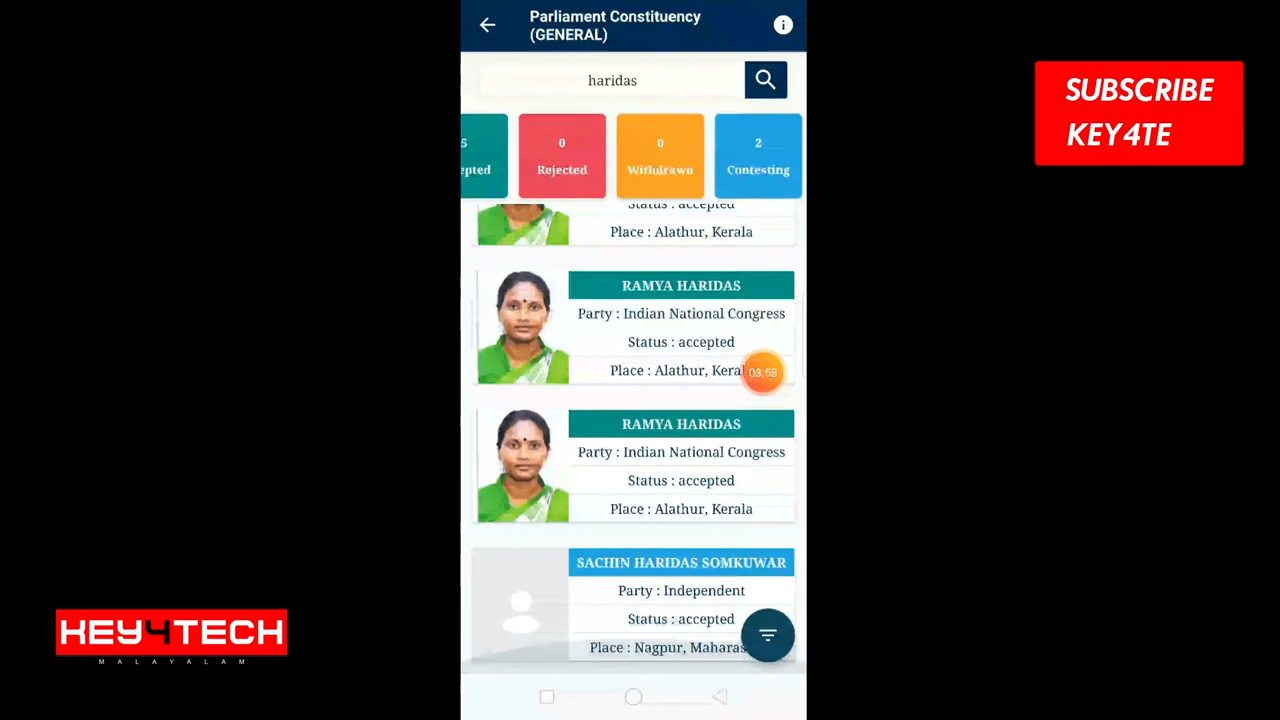 Parliament Constituency
(GENERAL)
haridas
SUBSCRIBE
KEY4TE
5
0
0
2
epted
Rejected
Withdrawn
Contesting
Status : accepted
Place : Alathur, Kerala
RAMYA HARIDAS
Party : Indian National Congress
Status : accepted
Place : Alathur, Keral
RAMYA HARIDAS
Party : Indian National Congress
Status : accepted
Place : Alathur, Kerala
SACHIN HARIDAS SOMKUWAR
Party : Independent
Status : accepted
Place : Nagpur, Maharas
KEY4TECH
MALAYALAM